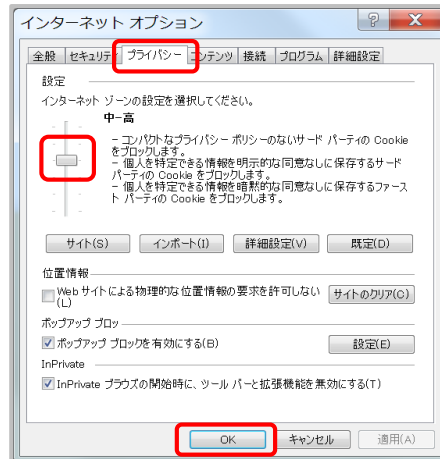 インターネット オプション
全般 セキュリティ プライバシー コンテンツ 接続 プログラム 詳細設定
設定
インターネット ゾーンの設定を選択してください。
中-高
- コンパクトなプライバシー ポリシーのないサード パーティの Cookie
をブロックします。
- 個人を特定できる情報を明示的な同意なしに保存するサード
パーティの Cookie をブロックします。
- 個人を特定できる情報を暗黙的な同意なしに保存するファース
ト パーティの Cookie をブロックします。
サイト(S) インポート(I) 詳細設定(V) 既定(D)
位置情報
Web サイトによる物理的な位置情報の要求を許可しない
(L)
サイトのクリア(C)
ポップアップ ブロッ
ポップアップ ブロックを有効にする(B) 設定(E)
InPrivate
InPrivate ブラウズの開始時に、ツール バーと拡張機能を無効にする(T)
OK キャンセル 適用(A)